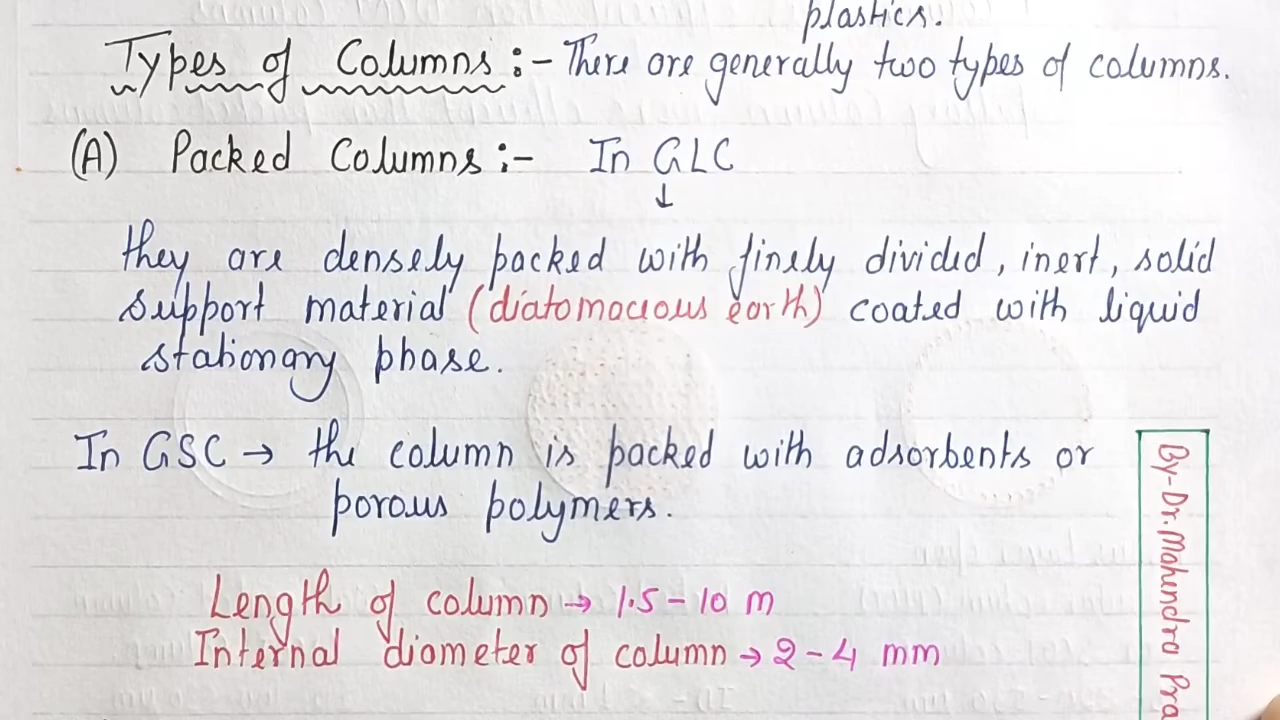 plastics.
Types of Columns :- There are generally two types of columns.
(A) Packed Columns :- In GLC
↓
they are densely packed with finely divided, inert, solid
support material (diatomacious earth) coated with liquid
stationary phase.
In GSC → the column is packed with adsorbents or
porous polymers.
Length of column → 1.5 - 10 m
Internal diameter of column → 2 - 4 mm
By-Dr. Mahendra Pra